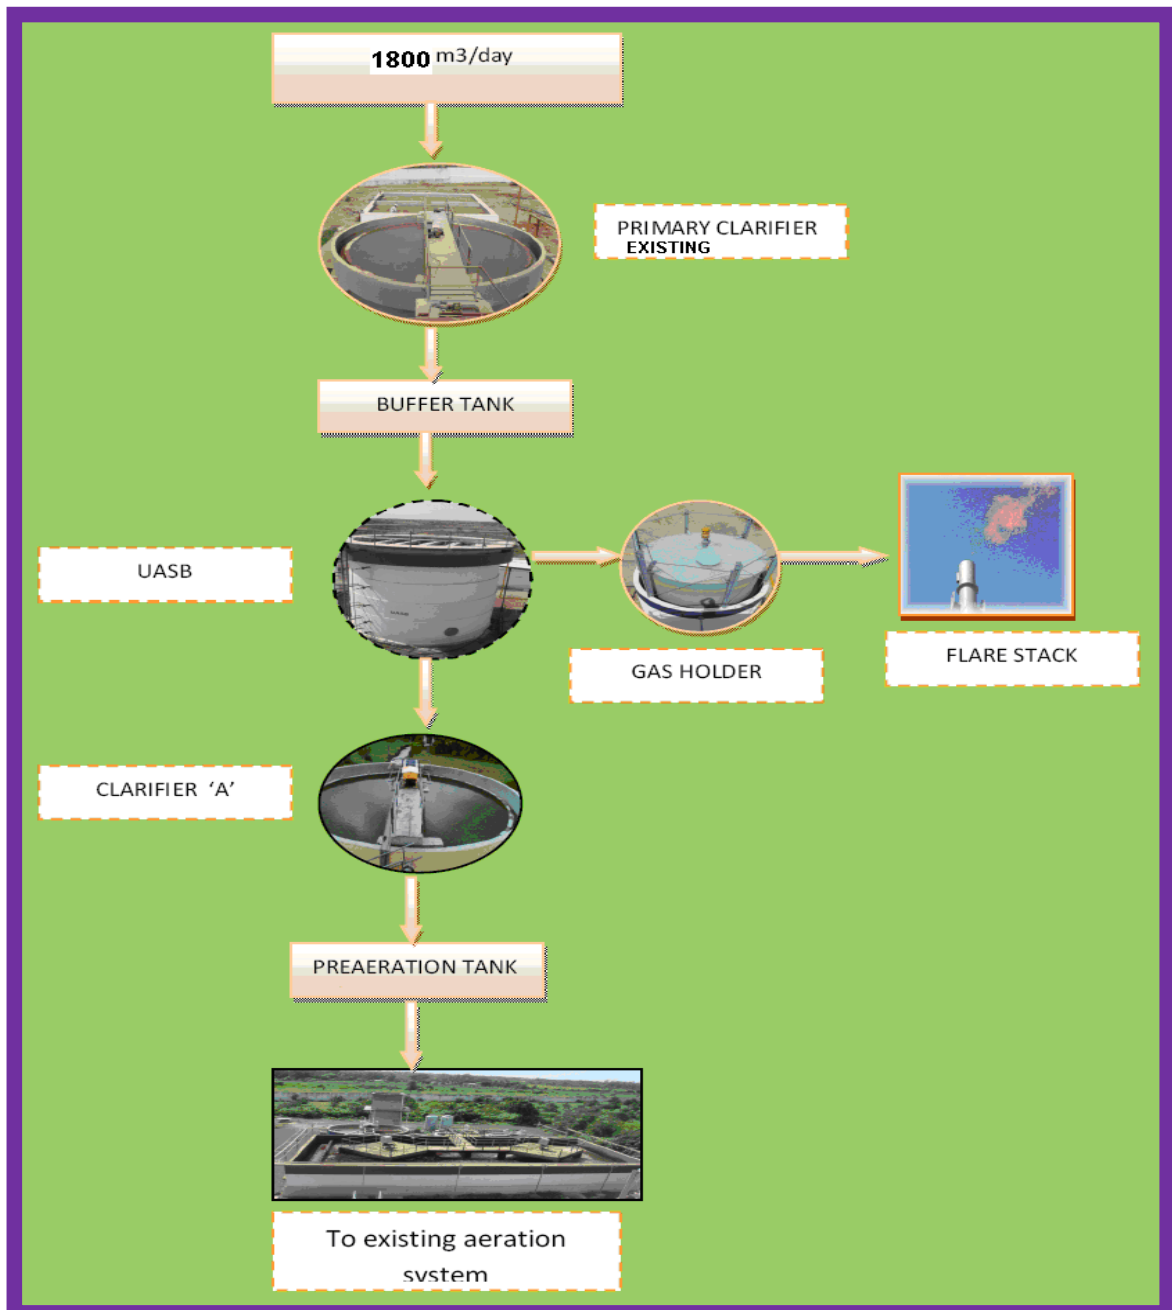 1800 m3/day
PRIMARY CLARIFIER
EXISTING
BUFFER TANK
UASB
GAS HOLDER
FLARE STACK
CLARIFIER ‘A’
PREAERATION TANK
To existing aeration
system